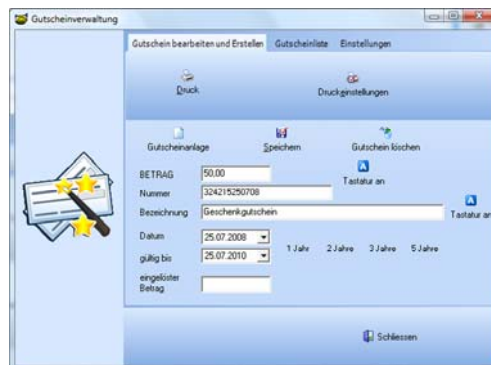 Gutscheinverwaltung
Gutschein bearbeiten und Erstellen Gutscheinliste Einstellungen
Druck Druckeinstellungen
Gutscheinanlage Speichern Gutschein löschen
BETRAG 50,00
A
Tastatur an
Nummer 324215250708
A
Bezeichnung Geschenkgutschein Tastatur an
Datum 25.07.2008
1 Jahr 2 Jahre 3 Jahre 5 Jahre
gültig bis 25.07.2010
eingelöster
Betrag
Schliessen